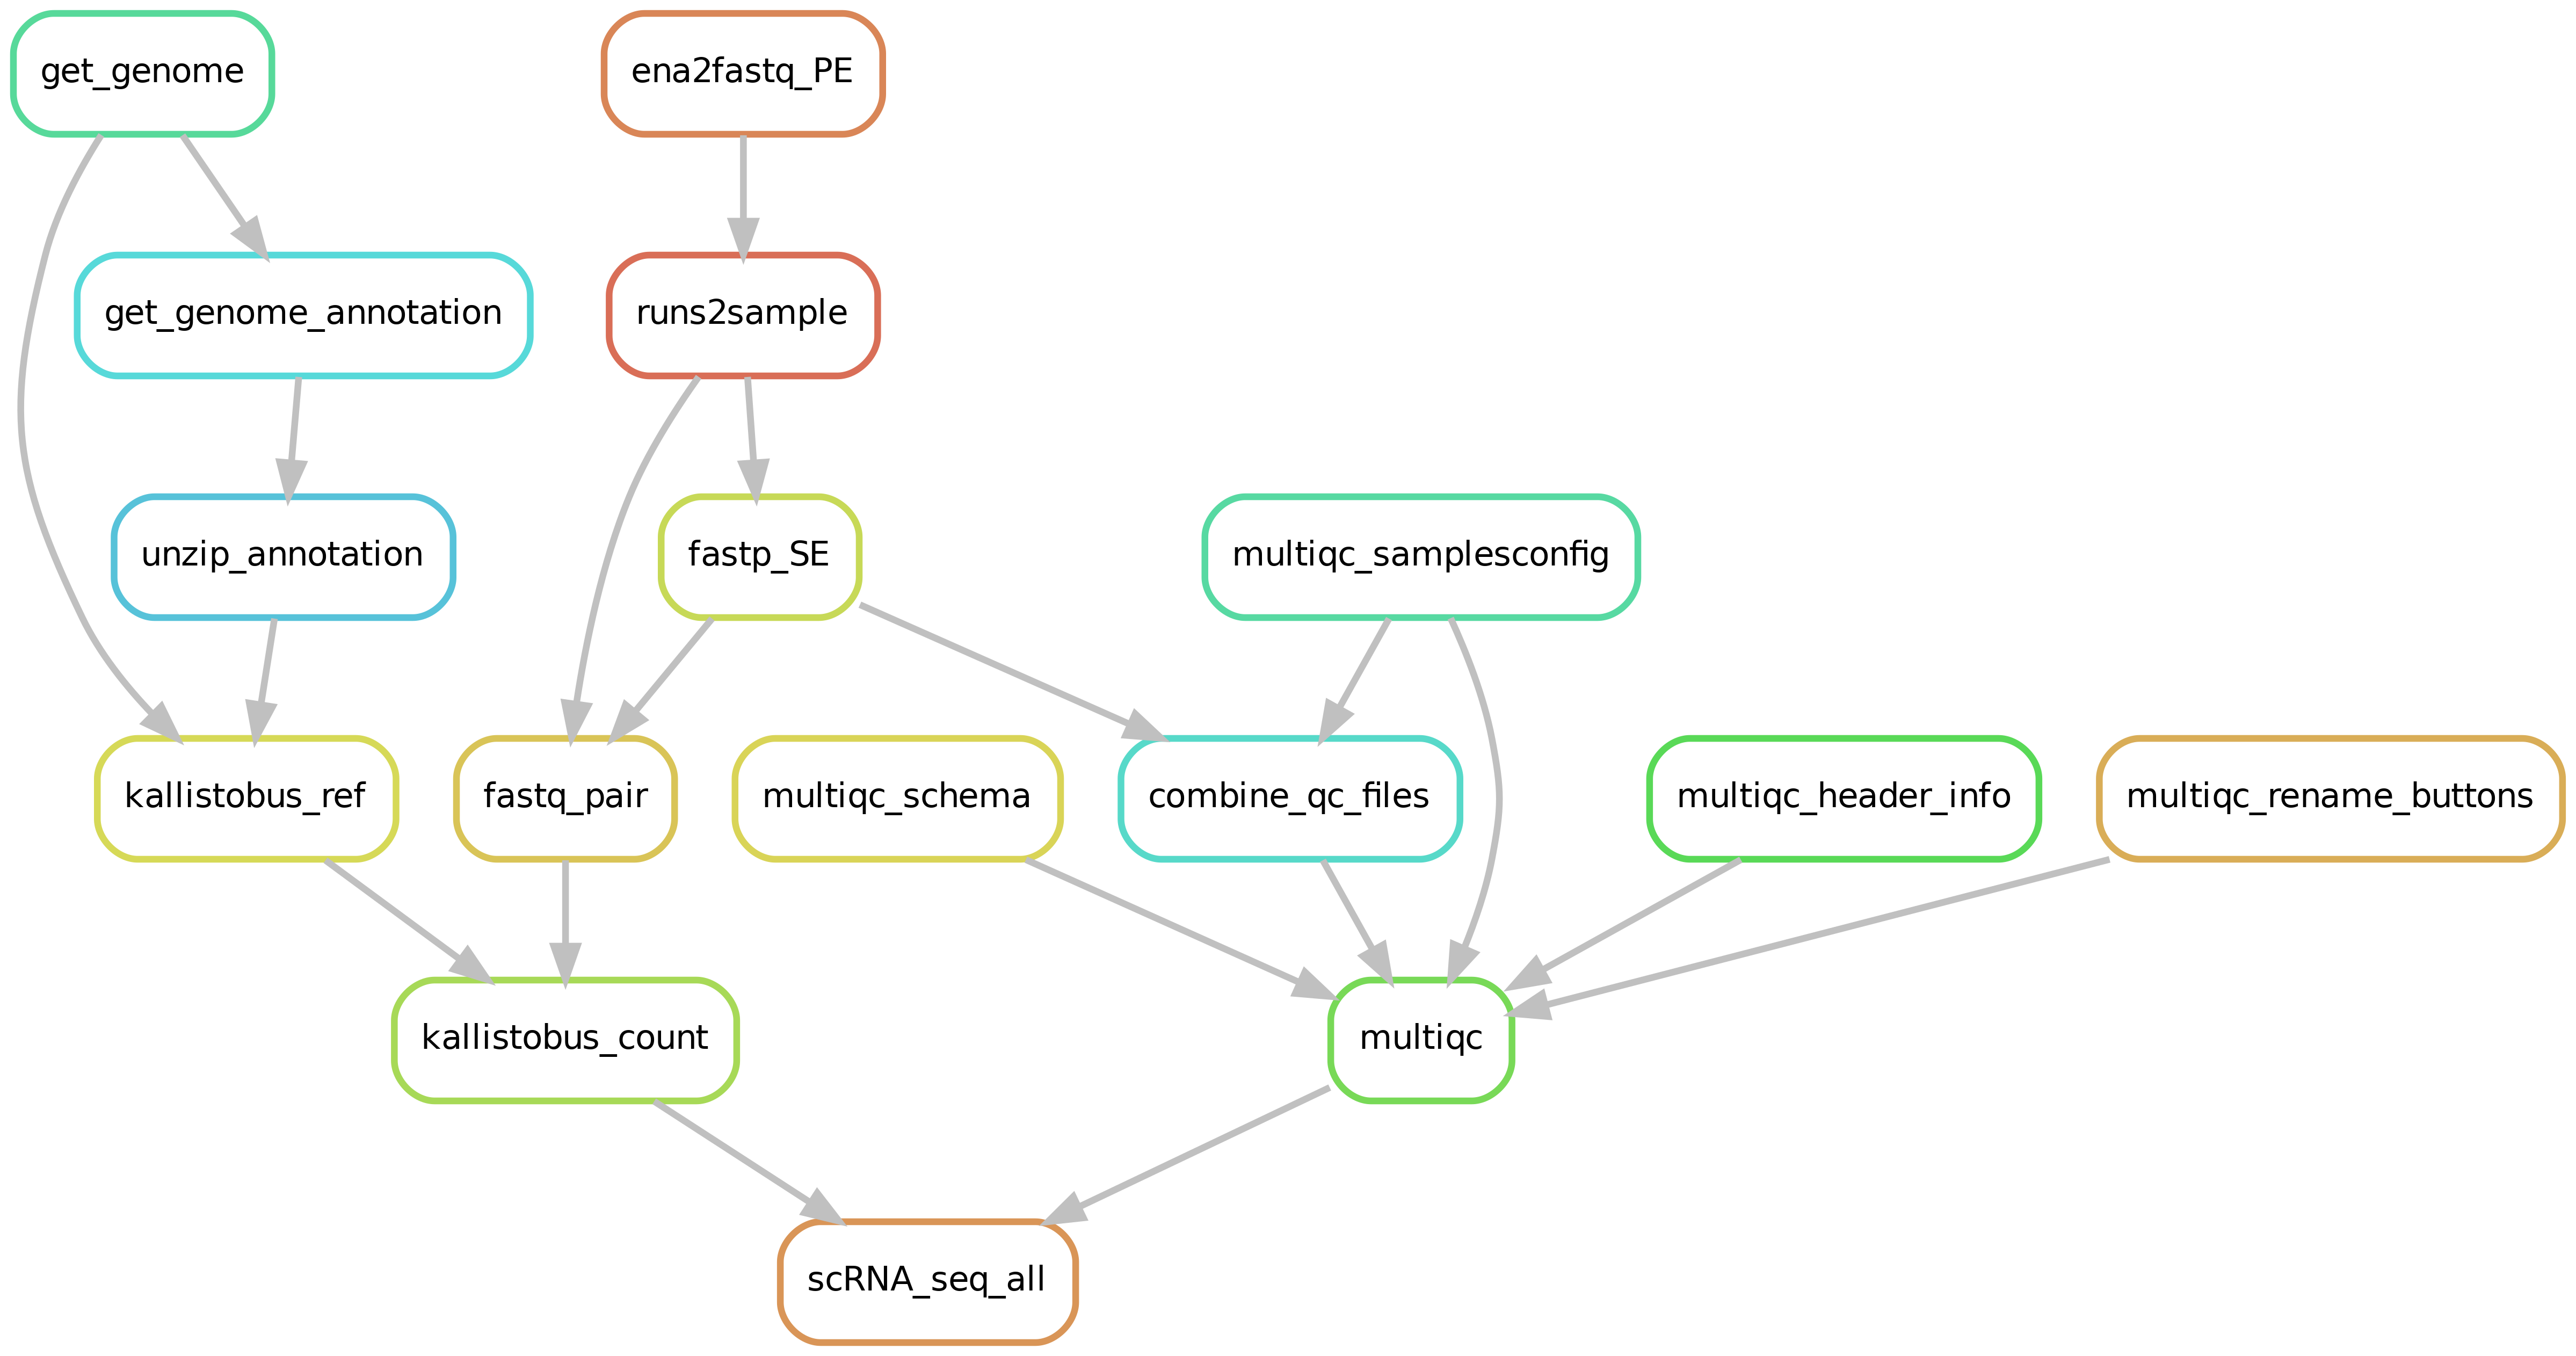 get_genome
ena2fastq_PE
get_genome_annotation
runs2sample
unzip_annotation
fastp_SE
multiqc_samplesconfig
kallistobus_ref
fastq_pair
multiqc_schema
combine_qc_files
multiqc_header_info
multiqc_rename_buttons
kallistobus_count
multiqc
scRNA_seq_all